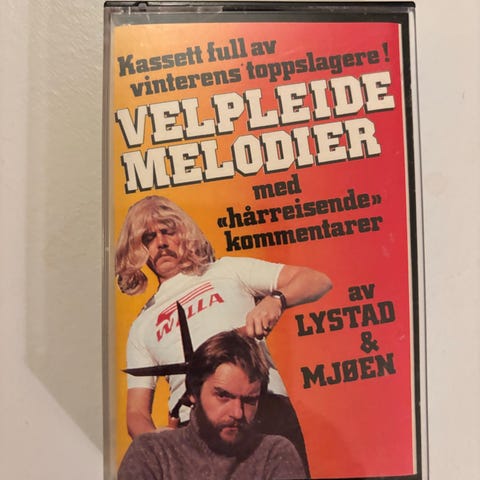 Kassett full av
vinterens toppslagere!
VELPLEIDE
MELODIER
med
«hårreisende»
kommentarer
WELLA
av
LYSTAD
&
MJØEN